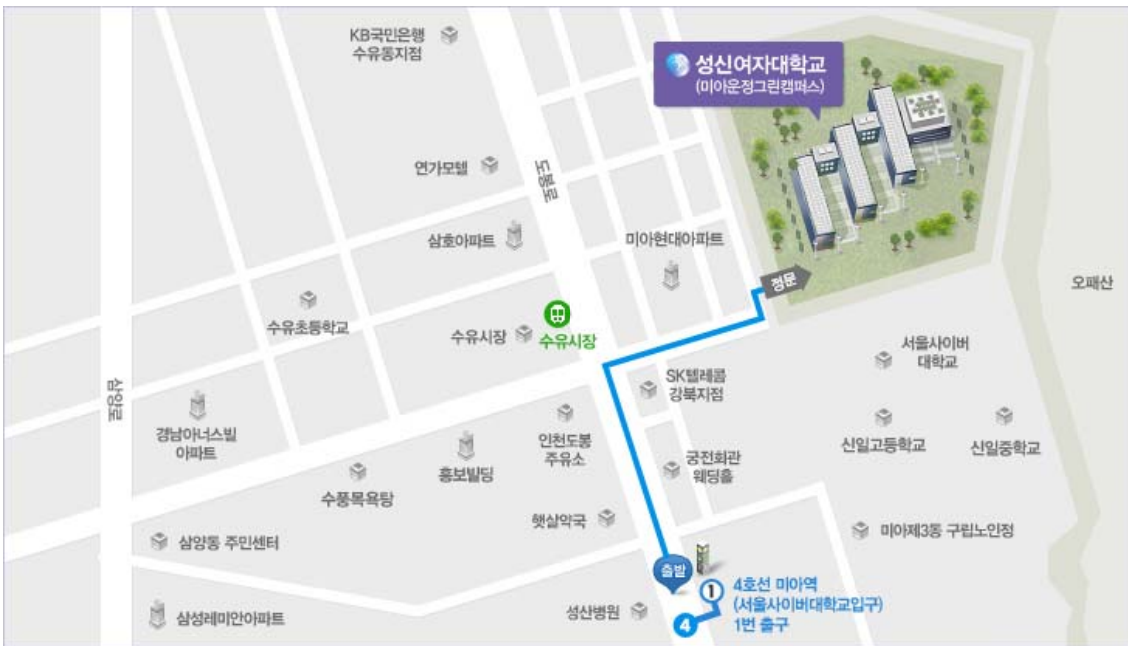 KB국민은행
수유동지점
성신여자대학교
(미아운정그린캠퍼스)
연가모텔
도봉로
삼호아파트
미아현대아파트
정문
오패산
수유초등학교
수유시장
수유시장
서울사이버
대학교
SK텔레콤
강북지점
삼양로
경남아너스빌
아파트
인천도봉
주유소
신일고등학교
신일중학교
홍보빌딩
궁전회관
웨딩홀
수풍목욕탕
햇살약국
미아제3동 구립노인정
삼양동 주민센터
출발
1
4호선 미아역
(서울사이버대학교입구)
1번 출구
4
성산병원
삼성레미안아파트